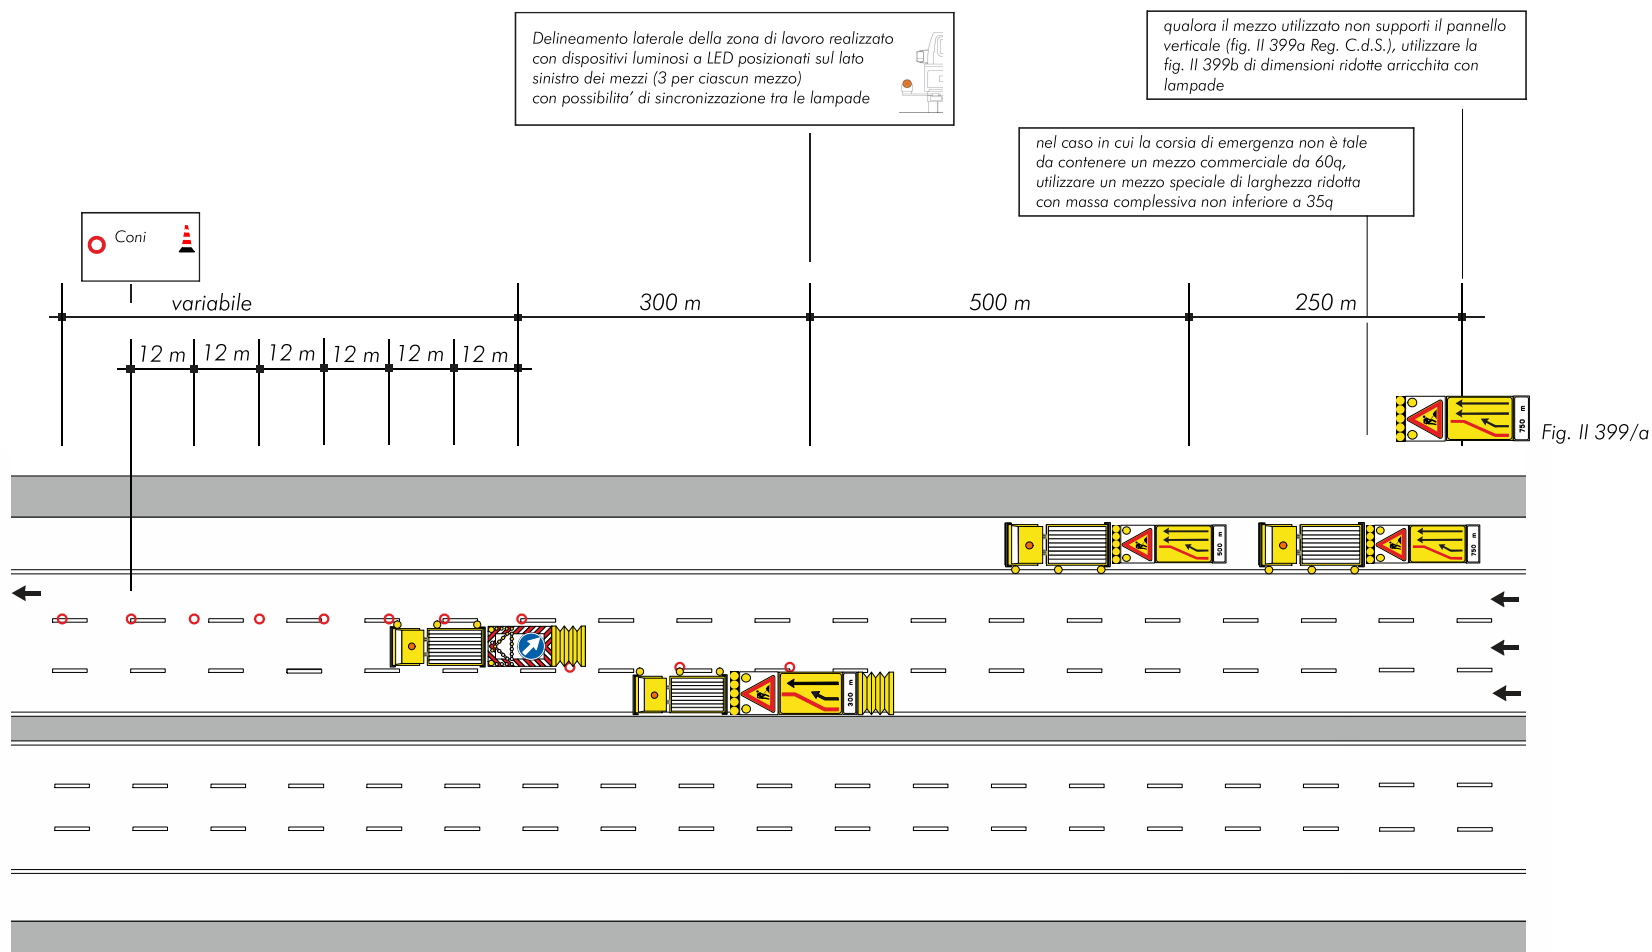 Delineamento laterale della zona di lavoro realizzato
con dispositivi luminosi a LED posizionati sul lato
sinistro dei mezzi (3 per ciascun mezzo)
con possibilita' di sincronizzazione tra le lampade
qualora il mezzo utilizzato non supporti il pannello
verticale (fig. II 399a Reg. C.d.S.), utilizzare la
fig. II 399b di dimensioni ridotte arricchita con
lampade
nel caso in cui la corsia di emergenza non è tale
da contenere un mezzo commerciale da 60q,
utilizzare un mezzo speciale di larghezza ridotta
con massa complessiva non inferiore a 35q
Coni
variabile
300 m
500 m
250 m
12 m
12 m
12 m
12 m
12 m
12 m
750 m
Fig. II 399/a
500 m
750 m
300 m